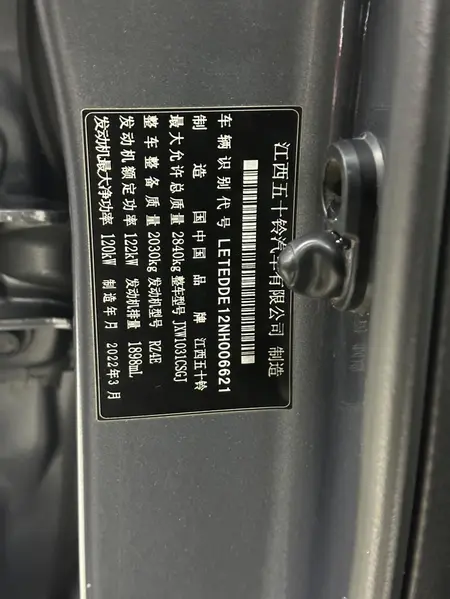 江西五十铃汽车有限公司 制造
车辆识别代号 LETEDDE12NH006621
制造国 中国 品牌 江西五十铃
最大允许总质量 2840kg 整车型号 JXW1031CSGJ
整车整备质量 2030kg 发动机型号 RZ4E
发动机额定功率 122kW 发动机排量 1898mL
发动机最大净功率 120kW 制造年月 2022年3月